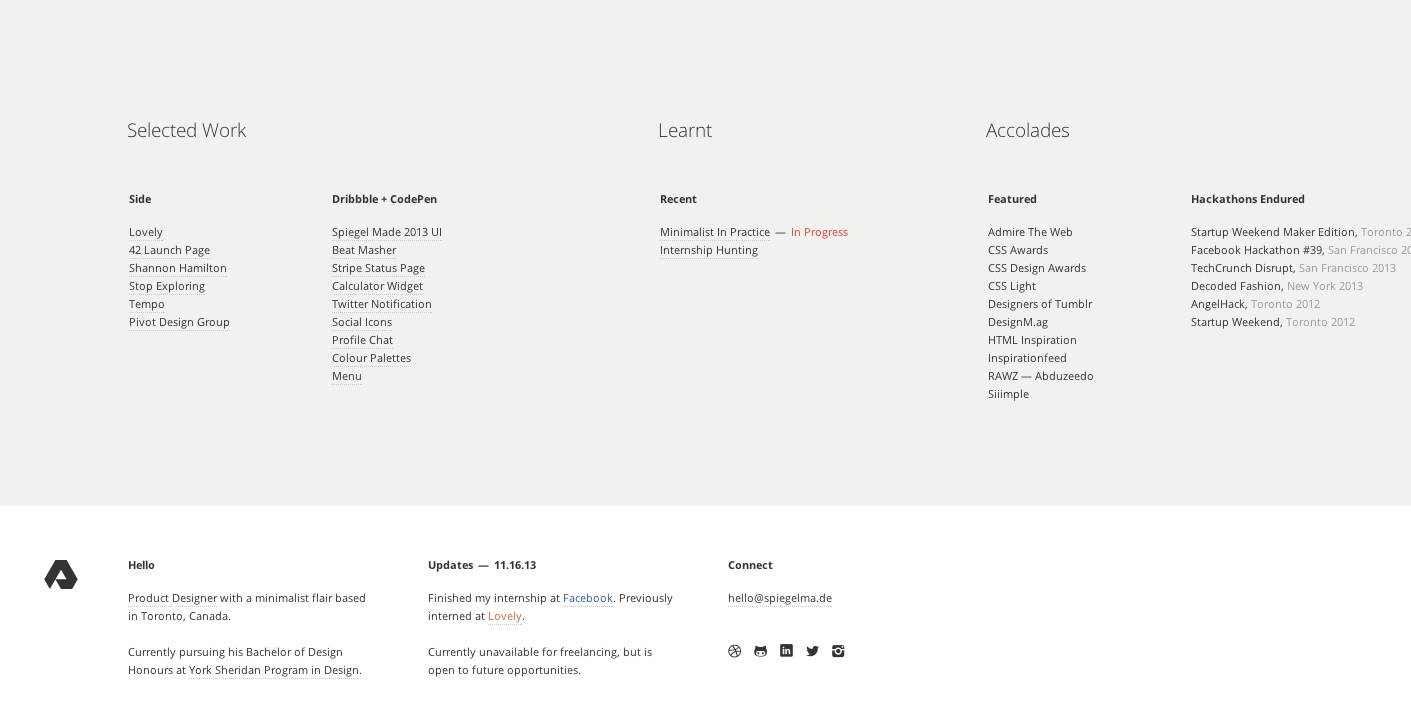 Selected Work
Side
Lovely
42 Launch Page
Shannon Hamilton
Stop Exploring
Tempo
Pivot Design Group
Dribbble + CodePen
Spiegel Made 2013 UI
Beat Masher
Stripe Status Page
Calculator Widget
Twitter Notification
Social Icons
Profile Chat
Colour Palettes
Menu
Learnt
Recent
Minimalist In Practice — In Progress
Internship Hunting
Accolades
Featured
Admire The Web
CSS Awards
CSS Design Awards
CSS Light
Designers of Tumblr
DesignM.ag
HTML Inspiration
Inspirationfeed
RAWZ — Abduzeedo
Siiimple
Hackathons Endured
Startup Weekend Maker Edition, Toronto
Facebook Hackathon #39, San Francisco
TechCrunch Disrupt, San Francisco 2013
Decoded Fashion, New York 2013
AngelHack, Toronto 2012
Startup Weekend, Toronto 2012
Hello
Product Designer with a minimalist flair based
in Toronto, Canada.
Currently pursuing his Bachelor of Design
Honours at York Sheridan Program in Design.
Updates — 11.16.13
Finished my internship at Facebook. Previously
interned at Lovely.
Currently unavailable for freelancing, but is
open to future opportunities.
Connect
hello@spiegelma.de
in